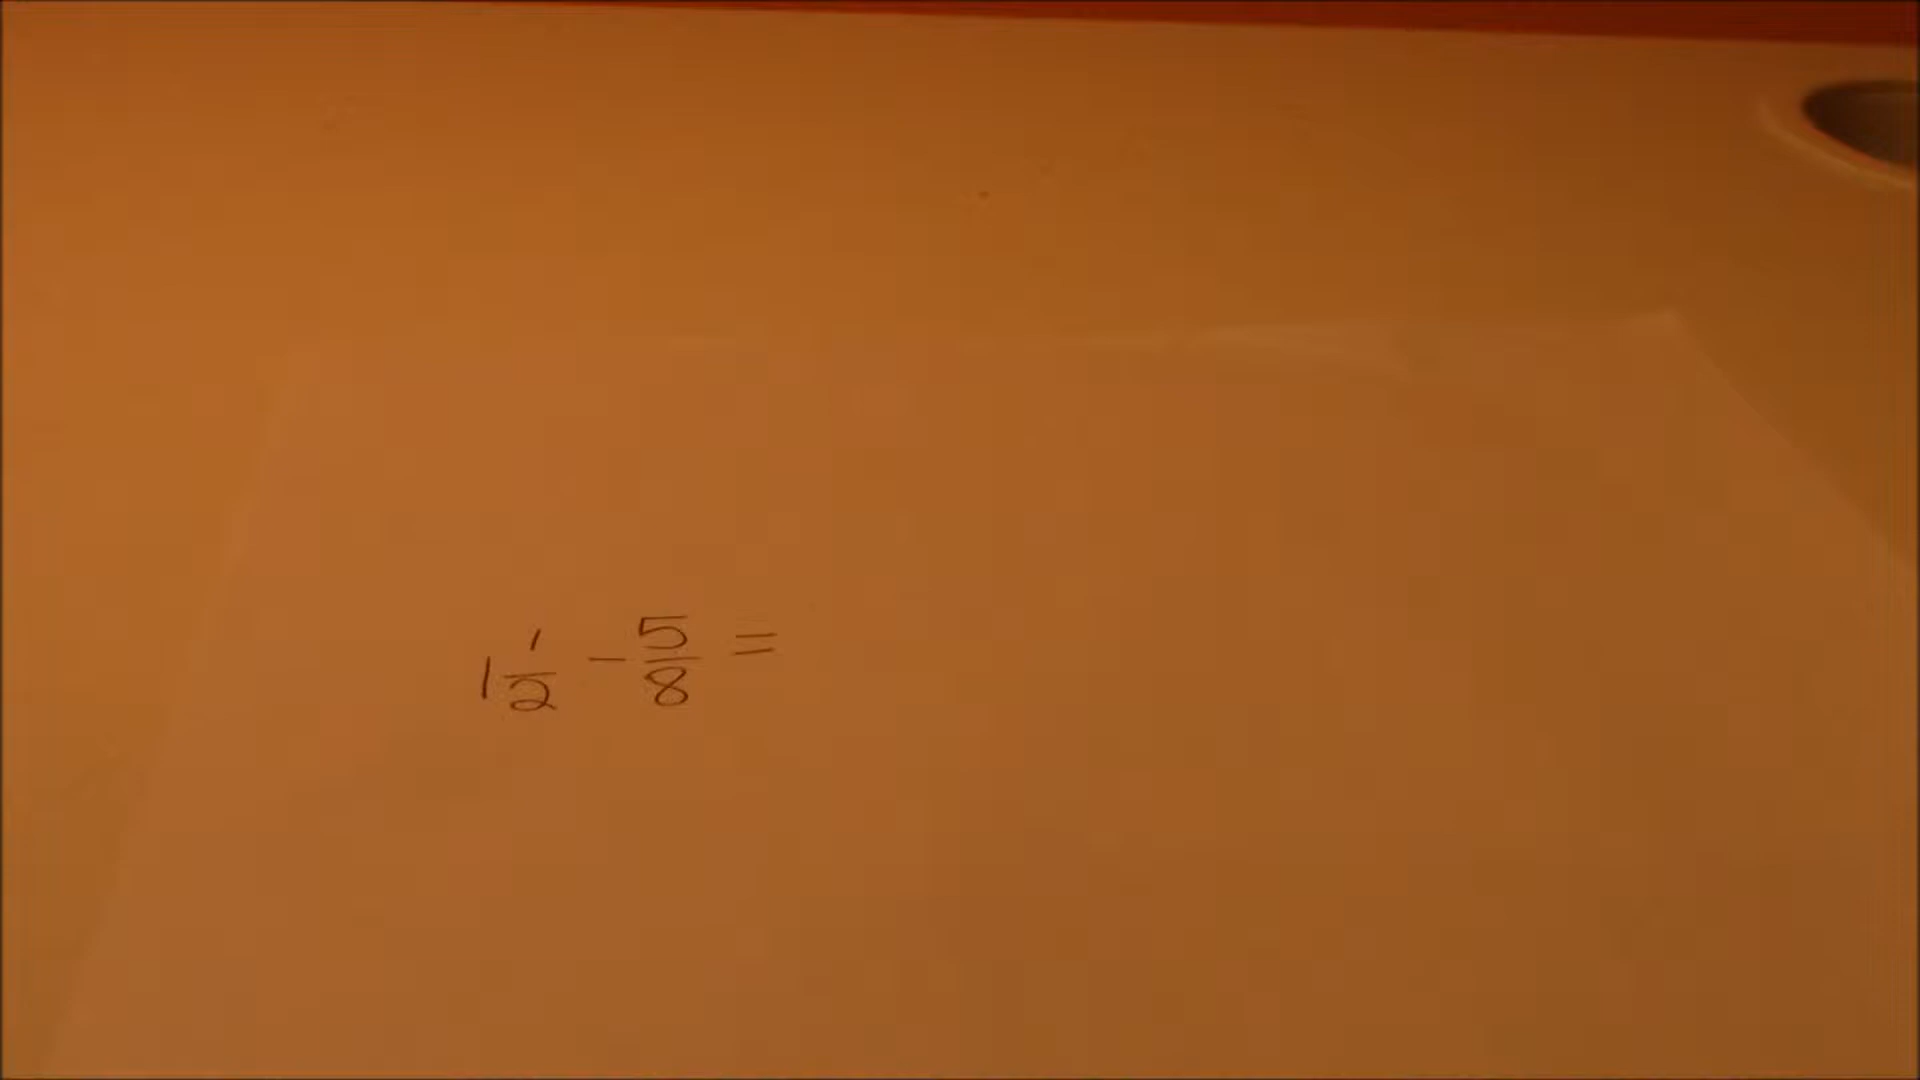 1 1/2 - 5/8 =